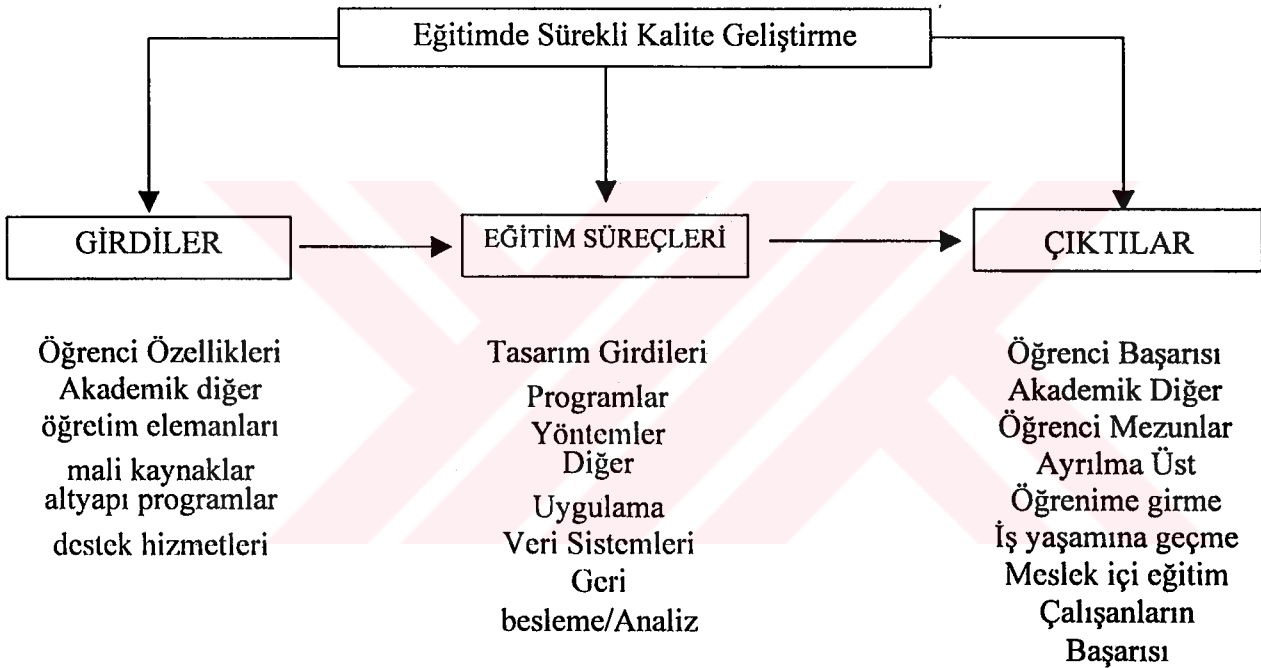 Eğitimde Sürekli Kalite Geliştirme
GİRDİLER
EĞİTİM SÜREÇLERİ
ÇIKTILAR
Öğrenci Özellikleri
Akademik diğer
öğretim elemanları
mali kaynaklar
altyapı programlar
destek hizmetleri
Tasarım Girdileri
Programlar
Yöntemler
Diğer
Uygulama
Veri Sistemleri
Geri
besleme/Analiz
Öğrenci Başarısı
Akademik Diğer
Öğrenci Mezunlar
Ayrılma Üst
Öğrenime girme
İş yaşamına geçme
Meslek içi eğitim
Çalışanların
Başarısı